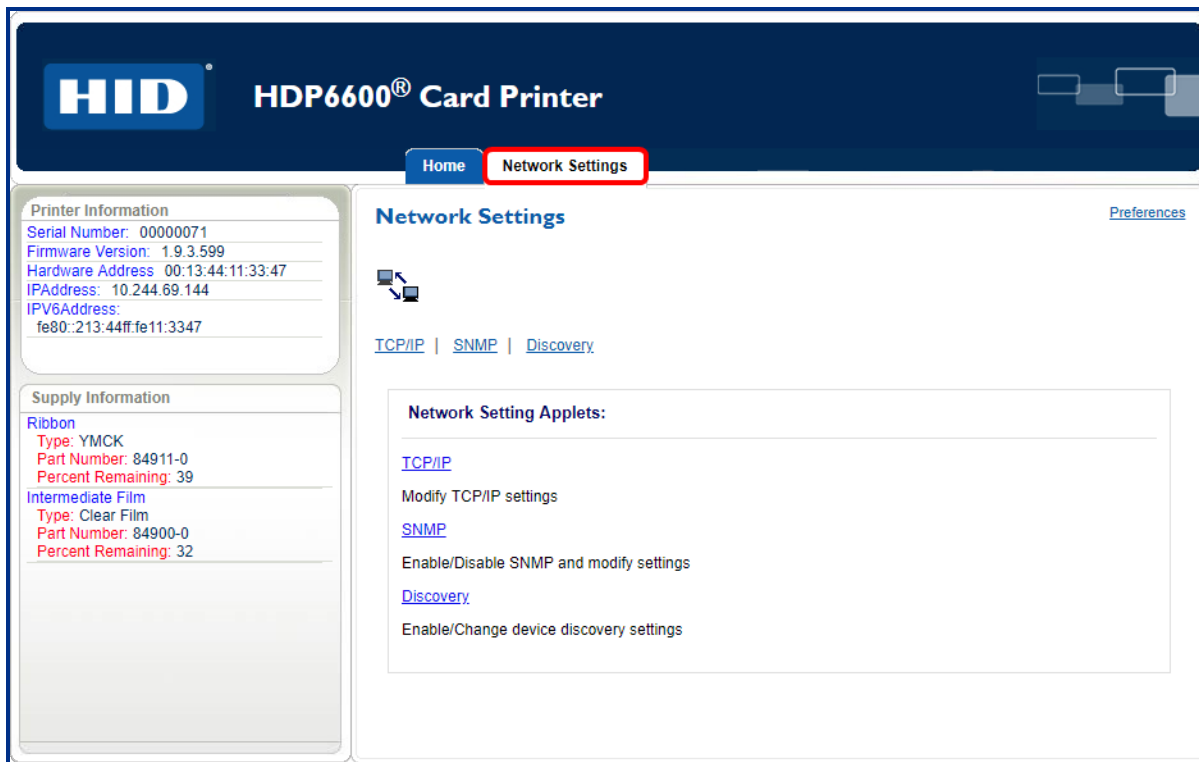 HID
HDP6600® Card Printer
Home Network Settings
Printer Information
Serial Number: 00000071
Firmware Version: 1.9.3.599
Hardware Address 00:13:44:11:33:47
IPAddress: 10.244.69.144
IPV6Address:
fe80::213:44ff:fe11:3347
Supply Information
Ribbon
Type: YMCK
Part Number: 84911-0
Percent Remaining: 39
Intermediate Film
Type: Clear Film
Part Number: 84900-0
Percent Remaining: 32
Network Settings
Preferences
TCP/IP | SNMP | Discovery
Network Setting Applets:
TCP/IP
Modify TCP/IP settings
SNMP
Enable/Disable SNMP and modify settings
Discovery
Enable/Change device discovery settings